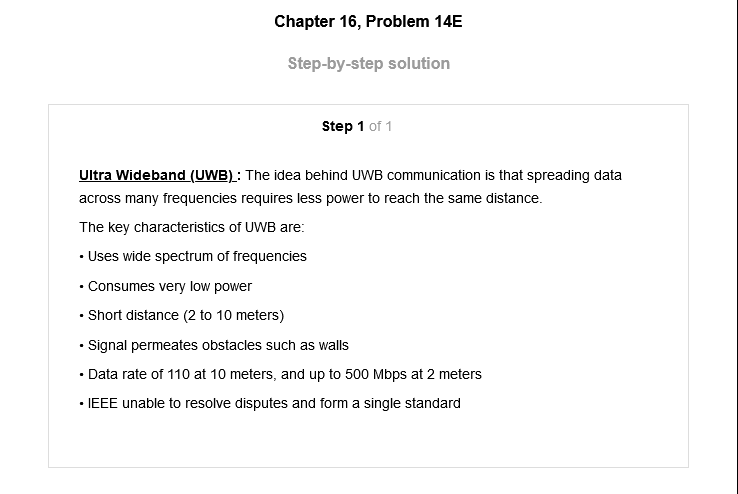 Chapter 16, Problem 14E
Step-by-step solution
Step 1 of 1
Ultra Wideband (UWB) : The idea behind UWB communication is that spreading data
across many frequencies requires less power to reach the same distance.
The key characteristics of UWB are:
• Uses wide spectrum of frequencies
• Consumes very low power
• Short distance (2 to 10 meters)
• Signal permeates obstacles such as walls
• Data rate of 110 at 10 meters, and up to 500 Mbps at 2 meters
• IEEE unable to resolve disputes and form a single standard